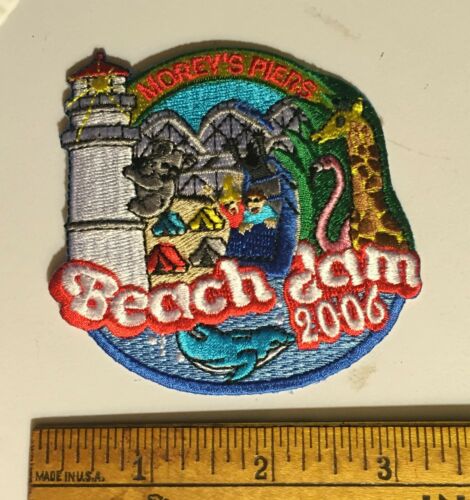 MOREY'S PIERS
Beach Jam
2006
MADE IN U.S.A.
1 2 3